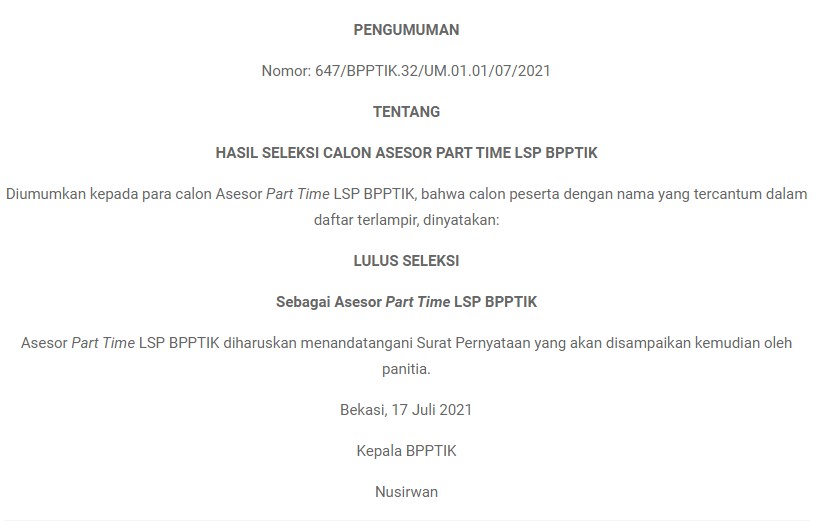 PENGUMUMAN
Nomor: 647/BPPTIK.32/UM.01.01/07/2021
TENTANG
HASIL SELEKSI CALON ASESOR PART TIME LSP BPPTIK
Diumumkan kepada para calon Asesor Part Time LSP BPPTIK, bahwa calon peserta dengan nama yang tercantum dalam
daftar terlampir, dinyatakan:
LULUS SELEKSI
Sebagai Asesor Part Time LSP BPPTIK
Asesor Part Time LSP BPPTIK diharuskan menandatangani Surat Pernyataan yang akan disampaikan kemudian oleh
panitia.
Bekasi, 17 Juli 2021
Kepala BPPTIK
Nusirwan